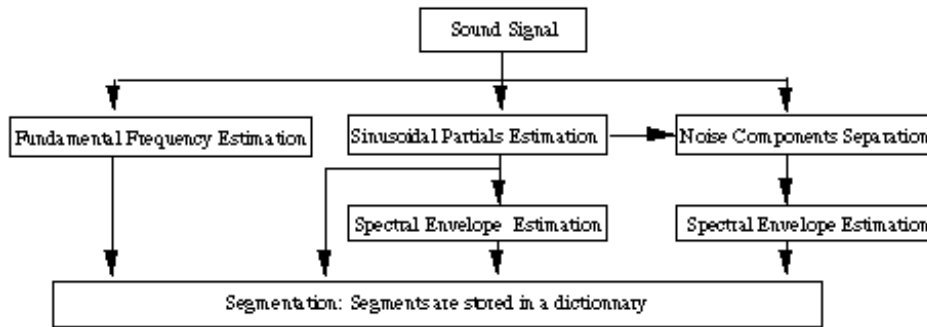 Sound Signal
Fundamental Frequency Estimation
Sinusoidal Partials Estimation
Noise Components Separation
Spectral Envelope Estimation
Spectral Envelope Estimation
Segmentation: Segments are stored in a dictionnary